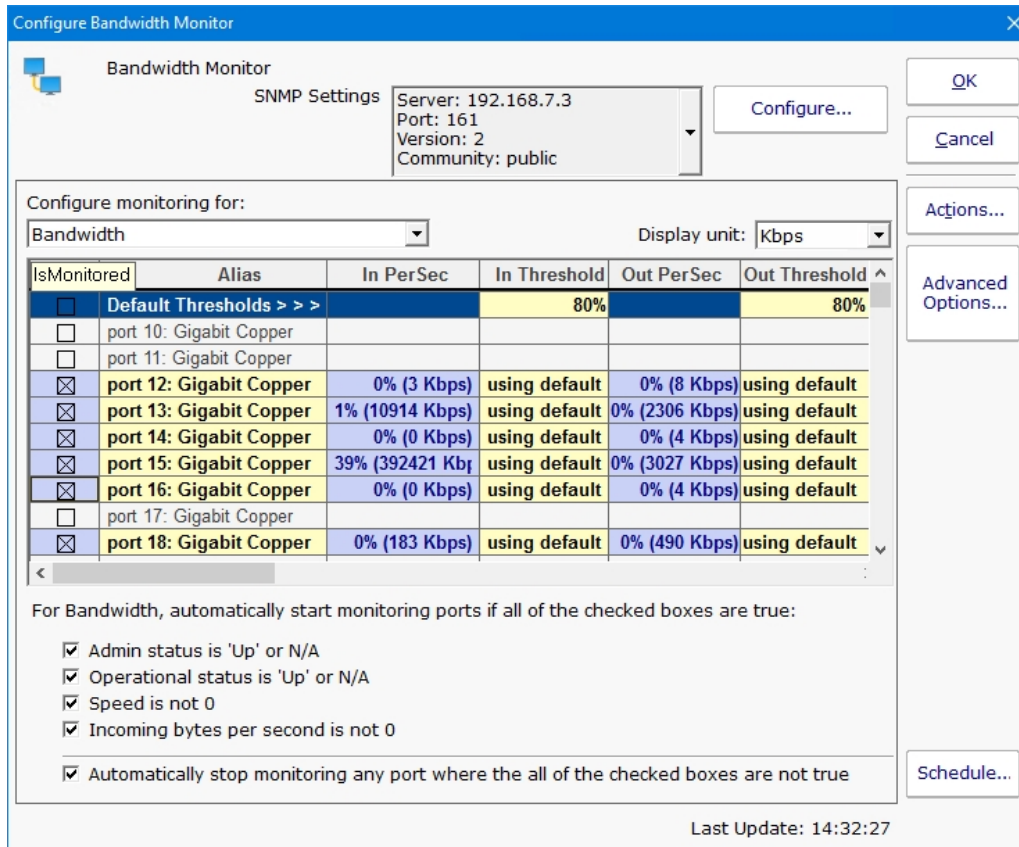 Configure Bandwidth Monitor
Bandwidth Monitor
SNMP Settings
Server: 192.168.7.3
Port: 161
Version: 2
Community: public
Configure...
OK
Cancel
Actions...
Advanced
Options...
Configure monitoring for:
Bandwidth
Display unit: Kbps
IsMonitored Alias In PerSec In Threshold Out PerSec Out Threshold
Default Thresholds > > > 80% 80%
port 10: Gigabit Copper
port 11: Gigabit Copper
port 12: Gigabit Copper 0% (3 Kbps) using default 0% (8 Kbps) using default
port 13: Gigabit Copper 1% (10914 Kbps) using default 0% (2306 Kbps) using default
port 14: Gigabit Copper 0% (0 Kbps) using default 0% (4 Kbps) using default
port 15: Gigabit Copper 39% (392421 Kbp using default 0% (3027 Kbps) using default
port 16: Gigabit Copper 0% (0 Kbps) using default 0% (4 Kbps) using default
port 17: Gigabit Copper
port 18: Gigabit Copper 0% (183 Kbps) using default 0% (490 Kbps) using default
For Bandwidth, automatically start monitoring ports if all of the checked boxes are true:
Admin status is 'Up' or N/A
Operational status is 'Up' or N/A
Speed is not 0
Incoming bytes per second is not 0
Automatically stop monitoring any port where the all of the checked boxes are not true
Schedule...
Last Update: 14:32:27